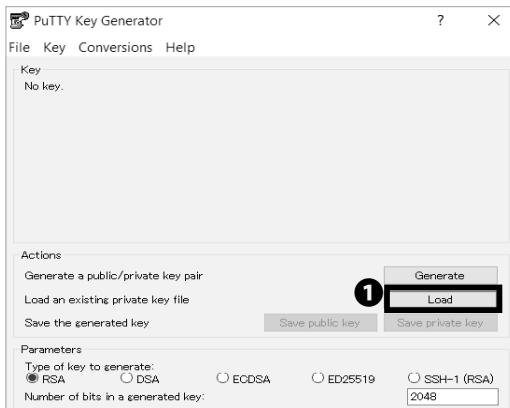 PuTTY Key Generator ? ×
File Key Conversions Help
Key
No key.
Actions
Generate a public/private key pair Generate
Load an existing private key file ❶ Load
Save the generated key Save public key Save private key
Parameters
Type of key to generate:
RSA DSA ECDSA ED25519 SSH-1 (RSA)
Number of bits in a generated key: 2048